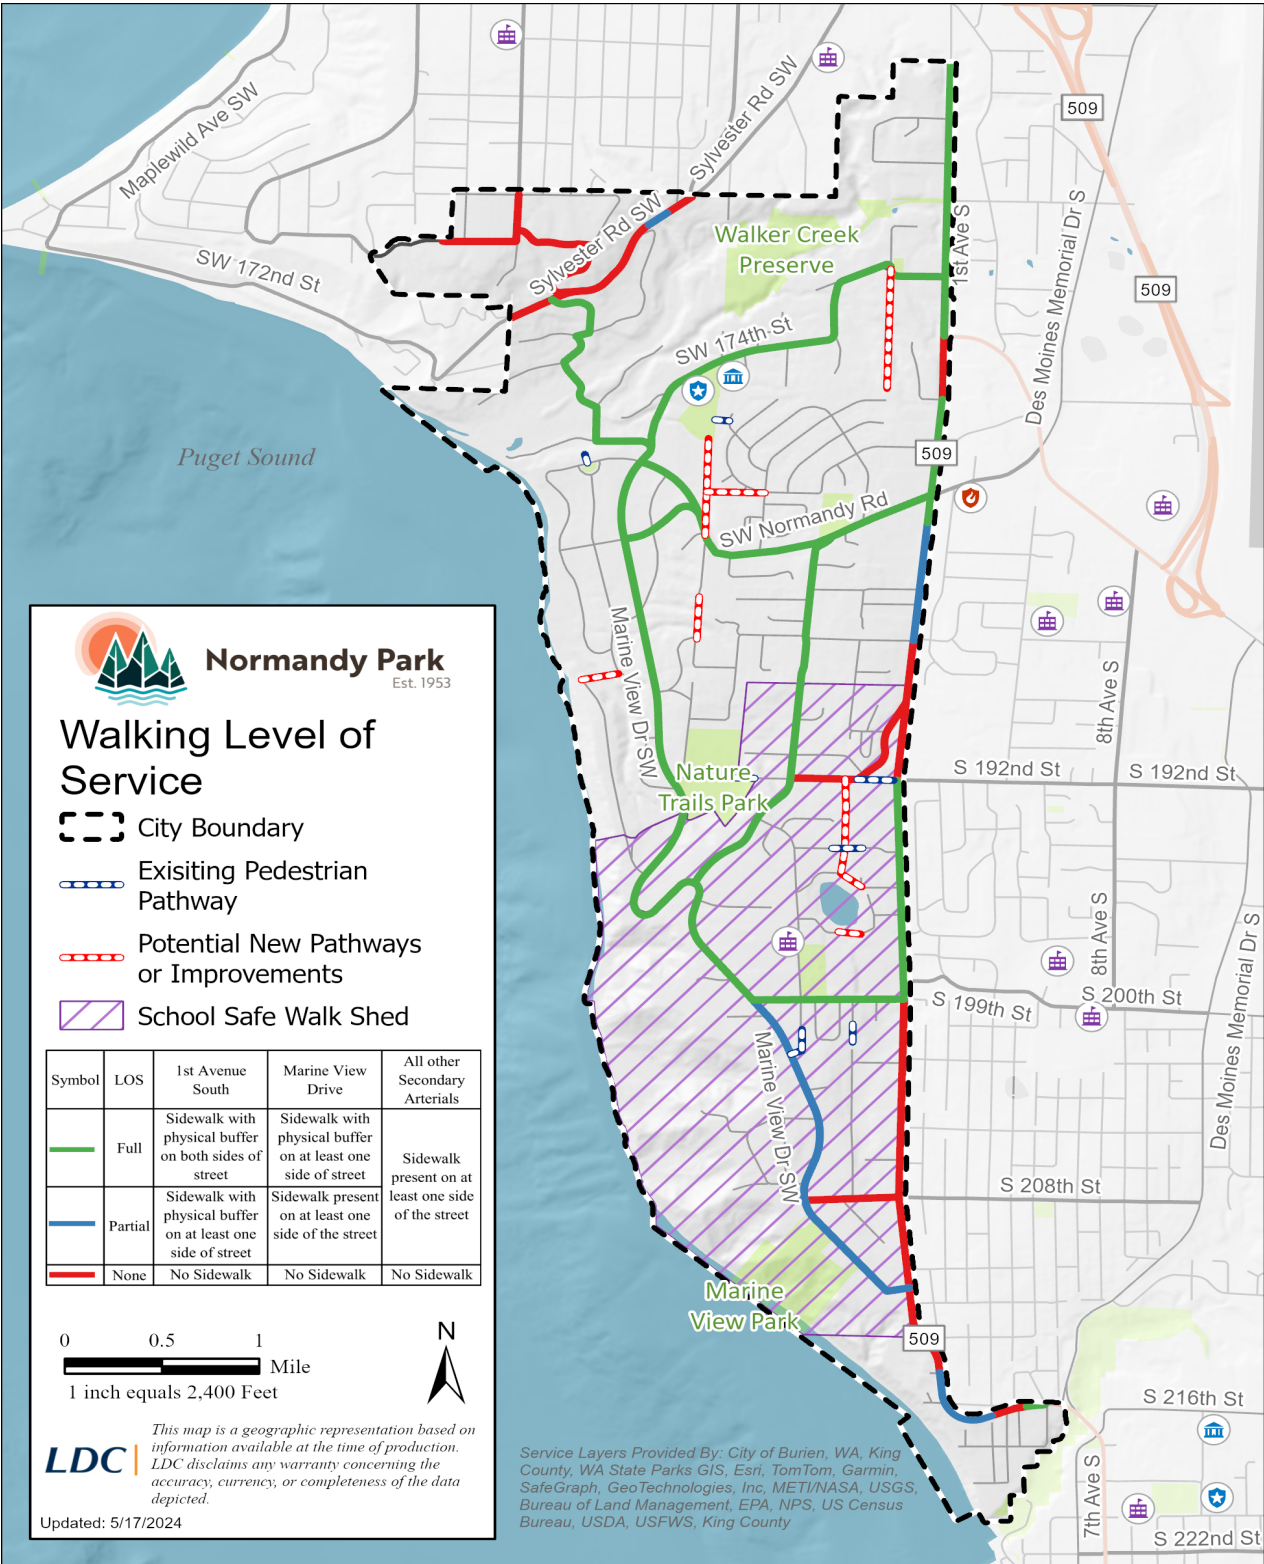 Maplewild Ave SW
Sylvester Rd SW
509
SW 172nd St
Sylvester Rd SW
Walker Creek
Preserve
1st Ave S
Des Moines Memorial Dr S
509
SW 174th St
Puget Sound
509
SW Normandy Rd
Marine View Dr SW
8th Ave S
Nature
Trails Park
S 192nd St
S 192nd St
8th Ave S
S 199th St
S 200th St
Des Moines Memorial Dr S
Marine View Dr SW
S 208th St
Marine
View Park
509
S 216th St
7th Ave S
S 222nd St
Normandy Park
Est. 1953
Walking Level of
Service
City Boundary
Exisiting Pedestrian
Pathway
Potential New Pathways
or Improvements
School Safe Walk Shed
Symbol
LOS
1st Avenue
South
Marine View
Drive
All other
Secondary
Arterials
Full
Sidewalk with
physical buffer
on both sides of
street
Sidewalk with
physical buffer
on at least one
side of street
Sidewalk
present on at
least one side
of the street
Partial
Sidewalk with
physical buffer
on at least one
side of street
Sidewalk present
on at least one
side of the street
None
No Sidewalk
No Sidewalk
No Sidewalk
0 0.5 1
Mile
1 inch equals 2,400 Feet
N
LDC
This map is a geographic representation based on
information available at the time of production.
LDC disclaims any warranty concerning the
accuracy, currency, or completeness of the data
depicted.
Updated: 5/17/2024
Service Layers Provided By: City of Burien, WA, King
County, WA State Parks GIS, Esri, TomTom, Garmin,
SafeGraph, GeoTechnologies, Inc, METI/NASA, USGS,
Bureau of Land Management, EPA, NPS, US Census
Bureau, USDA, USFWS, King County